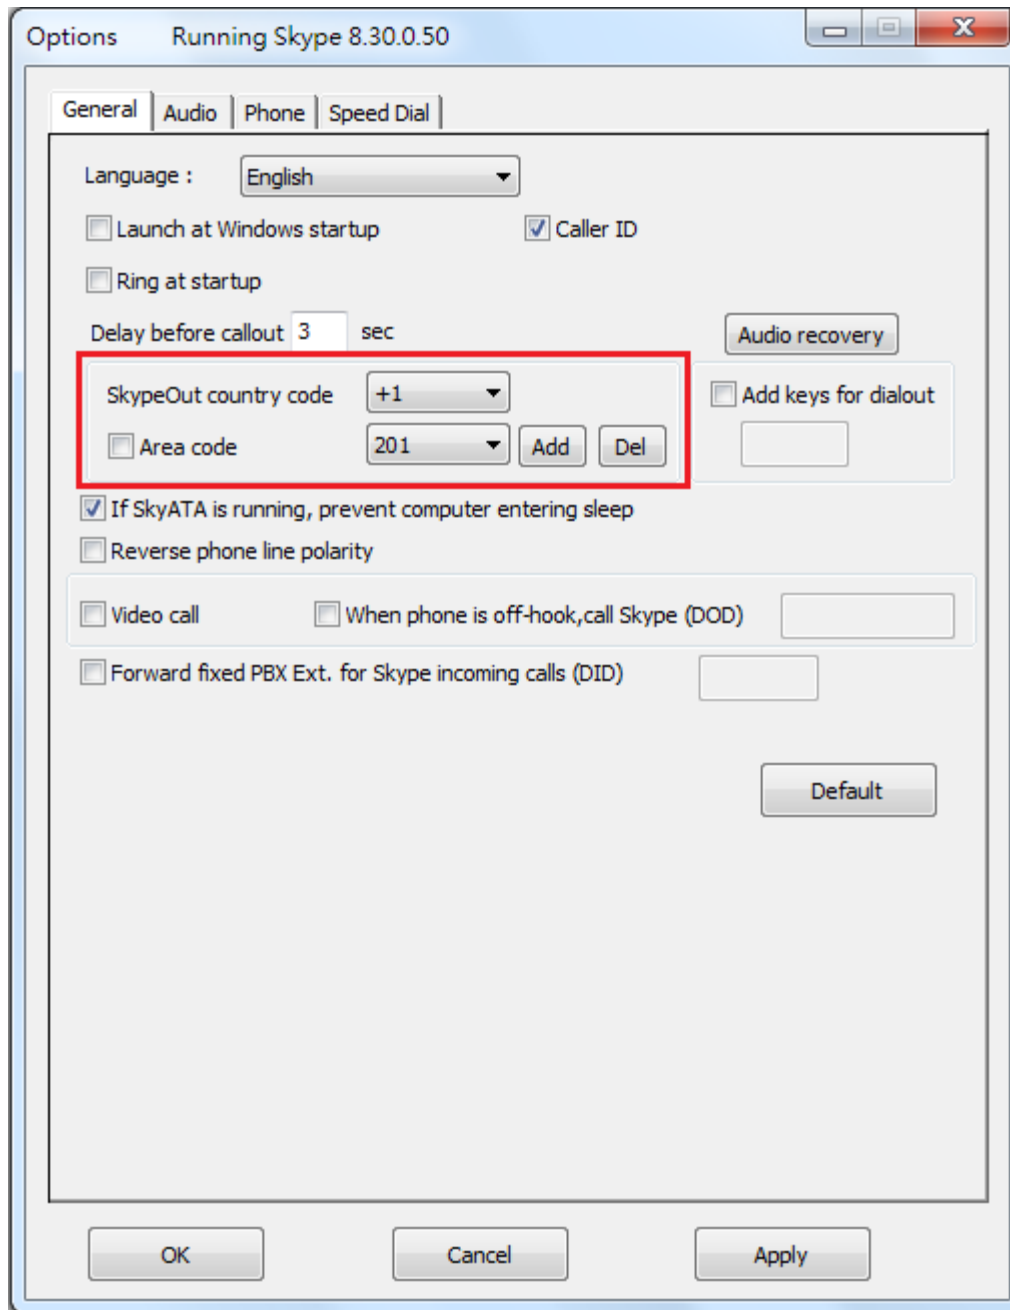 Options Running Skype 8.30.0.50
General Audio Phone Speed Dial
Language : English
Launch at Windows startup Caller ID
Ring at startup
Delay before callout 3 sec Audio recovery
SkypeOut country code +1 Add keys for dialout
Area code 201 Add Del
If SkyATA is running, prevent computer entering sleep
Reverse phone line polarity
Video call When phone is off-hook,call Skype (DOD)
Forward fixed PBX Ext. for Skype incoming calls (DID)
Default
OK Cancel Apply